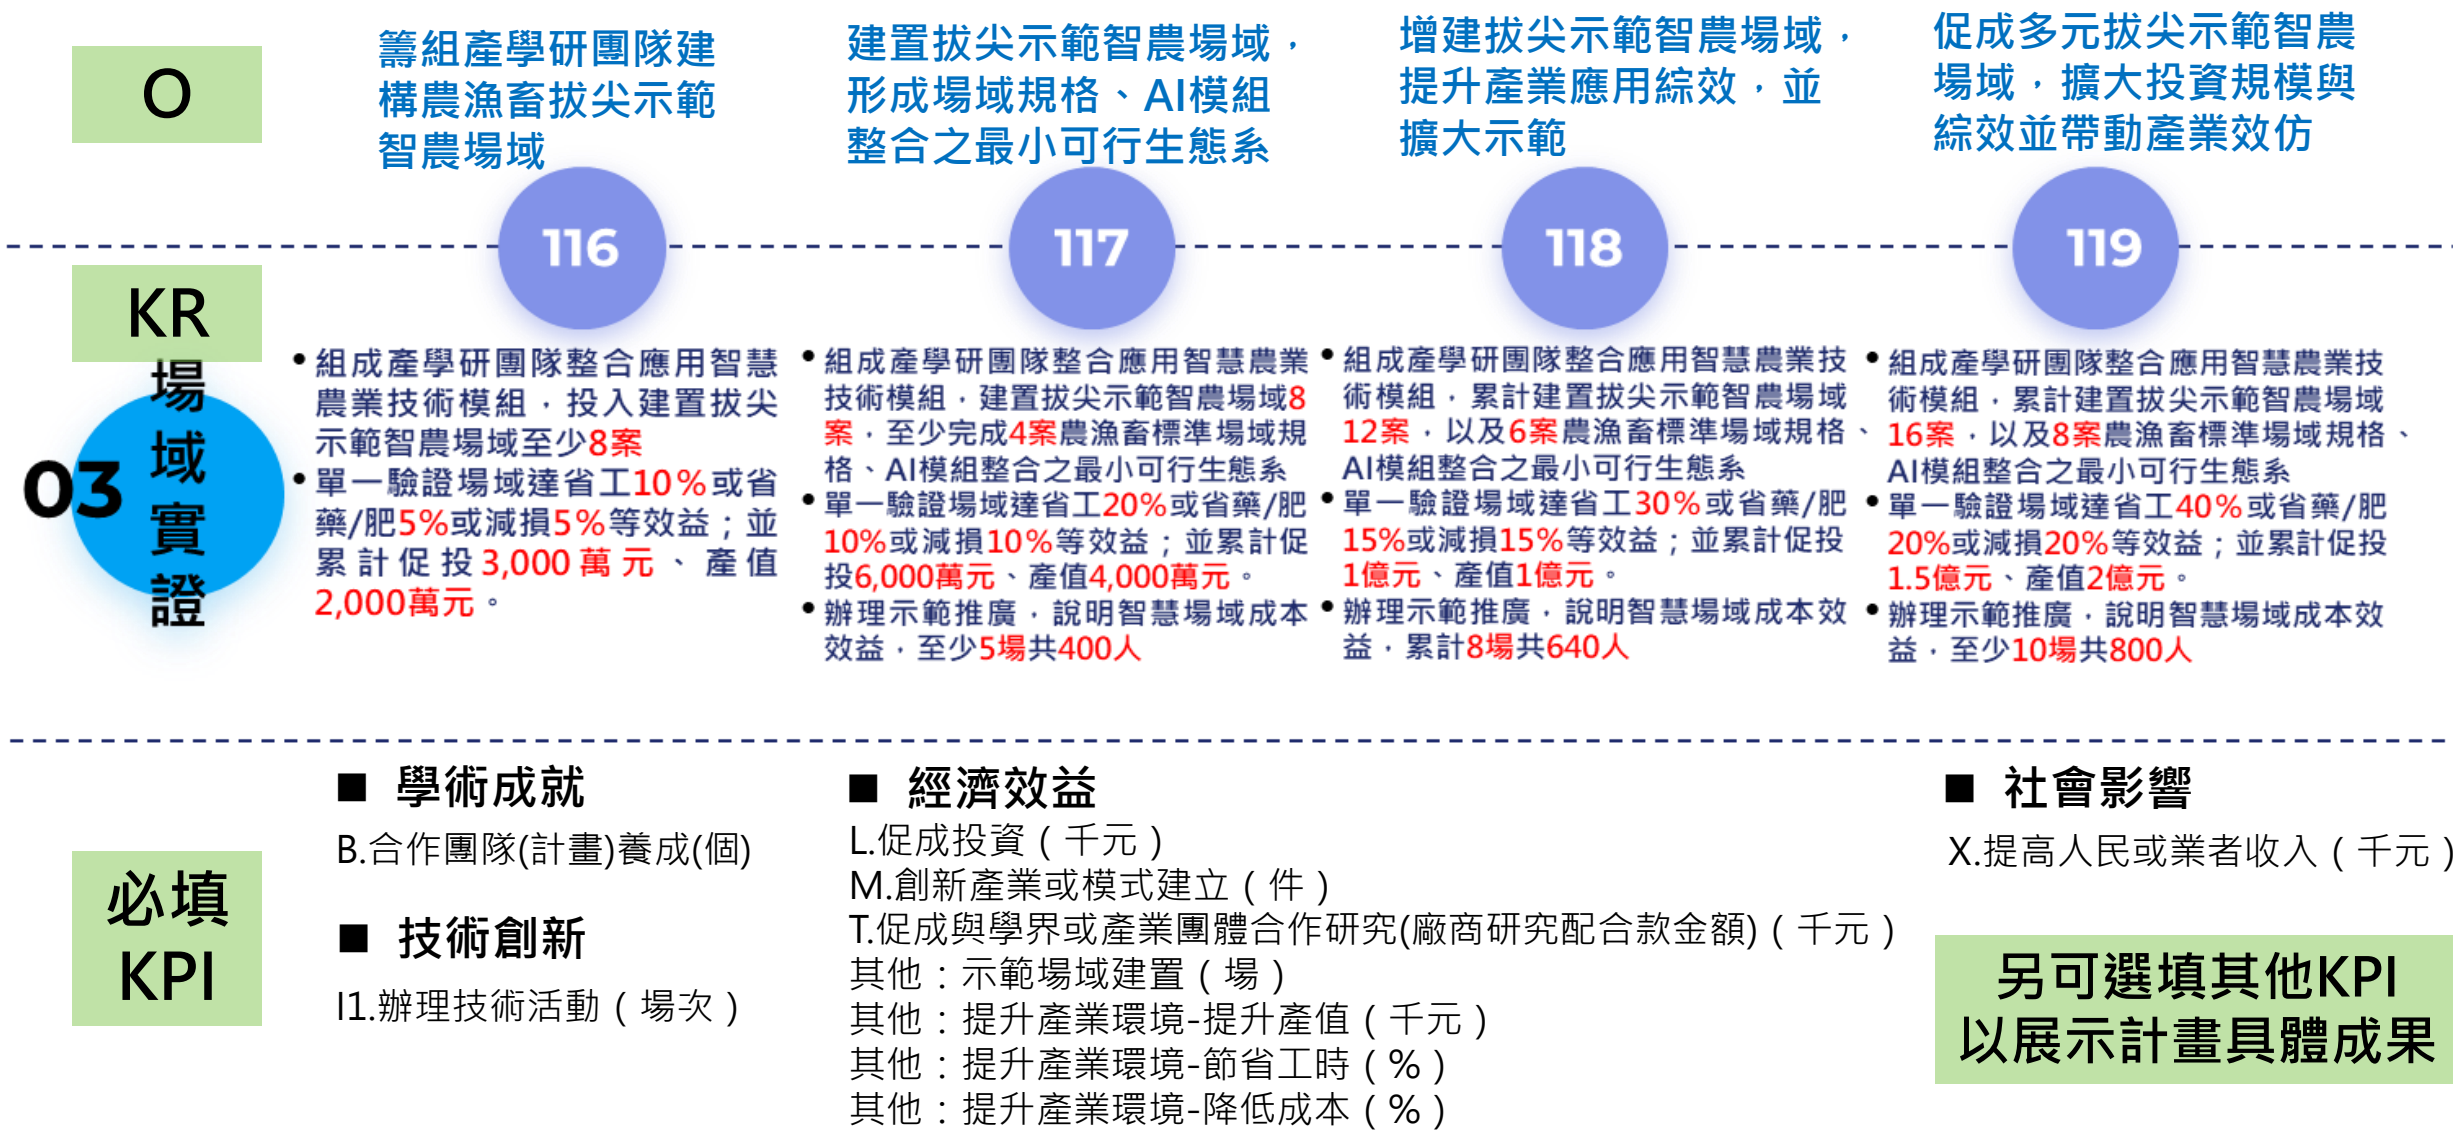 O
籌組產學研團隊建
構農漁畜拔尖示範
智農場域
建置拔尖示範智農場域，
形成場域規格、AI模組
整合之最小可行生態系
增建拔尖示範智農場域，
提升產業應用綜效，並
擴大示範
促成多元拔尖示範智農
場域，擴大投資規模與
綜效並帶動產業效仿
116
117
118
119
KR
03
場
域
實
證
•組成產學研團隊整合應用智慧
農業技術模組，投入建置拔尖
示範智農場域至少8案
•單一驗證場域達省工10%或省
藥/肥5%或減損5%等效益；並
累計促投3,000萬元、產值
2,000萬元。
•組成產學研團隊整合應用智慧農業
技術模組，建置拔尖示範智農場域8
案，至少完成4案農漁畜標準場域規
格、AI模組整合之最小可行生態系
•單一驗證場域達省工20%或省藥/肥
10%或減損10%等效益；並累計促
投6,000萬元、產值4,000萬元。
•辦理示範推廣，說明智慧場域成本
效益，至少5場共400人
•組成產學研團隊整合應用智慧農業技
術模組，累計建置拔尖示範智農場域
12案，以及6案農漁畜標準場域規格、
AI模組整合之最小可行生態系
•單一驗證場域達省工30%或省藥/肥
15%或減損15%等效益；並累計促投
1億元、產值1億元。
•辦理示範推廣，說明智慧場域成本效
益，累計8場共640人
•組成產學研團隊整合應用智慧農業技
術模組，累計建置拔尖示範智農場域
16案，以及8案農漁畜標準場域規格、
AI模組整合之最小可行生態系
•單一驗證場域達省工40%或省藥/肥
20%或減損20%等效益；並累計促投
1.5億元、產值2億元。
•辦理示範推廣，說明智慧場域成本效
益，至少10場共800人
必填
KPI
■ 學術成就
B.合作團隊(計畫)養成(個)
■ 技術創新
I1.辦理技術活動（場次）
■ 經濟效益
L.促成投資（千元）
M.創新產業或模式建立（件）
T.促成與學界或產業團體合作研究(廠商研究配合款金額)（千元）
其他：示範場域建置（場）
其他：提升產業環境-提升產值（千元）
其他：提升產業環境-節省工時（%）
其他：提升產業環境-降低成本（%）
■ 社會影響
X.提高人民或業者收入（千元）
另可選填其他KPI
以展示計畫具體成果